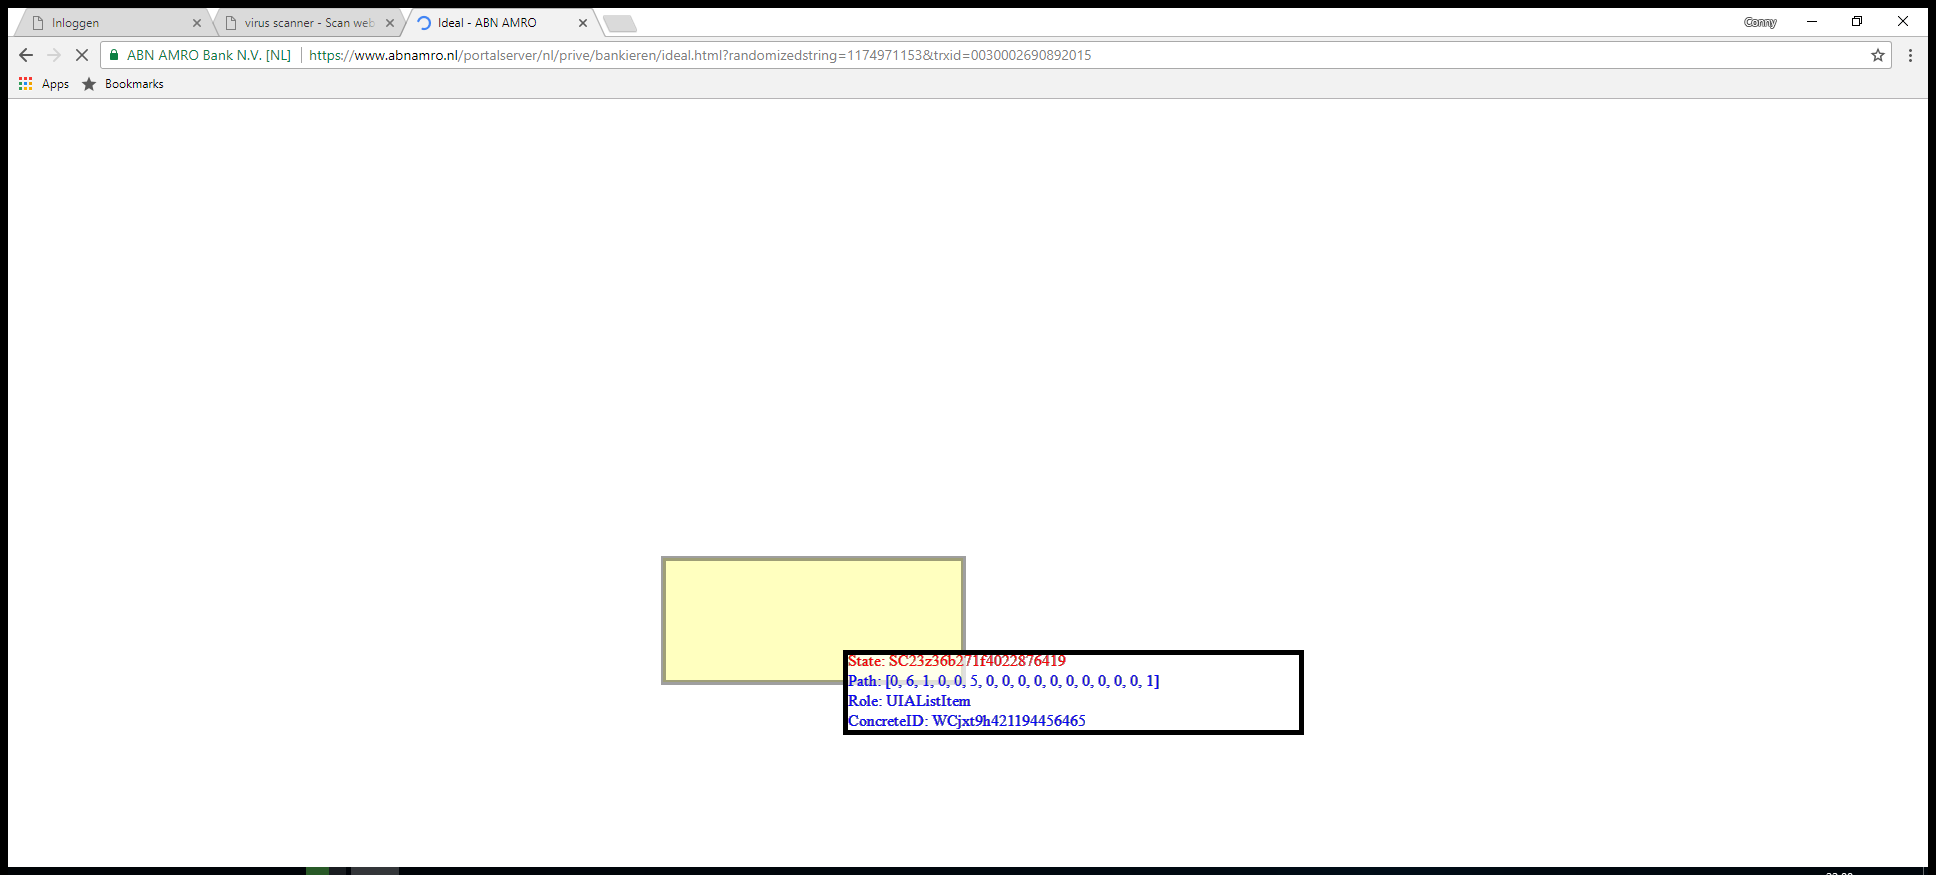 Inloggen
virus scanner - Scan web
Ideal - ABN AMRO
Conny
ABN AMRO Bank N.V. [NL]
https://www.abnamro.nl/portalserver/nl/prive/bankieren/ideal.html?randomizedstring=1174971153&trxid=0030002690892015
Apps
Bookmarks
State: SC23z36b271f4022876419
Path: [0, 6, 1, 0, 0, 5, 0, 0, 0, 0, 0, 0, 0, 0, 0, 0, 1]
Role: UIAListItem
ConcreteID: WCjxt9h421194456465